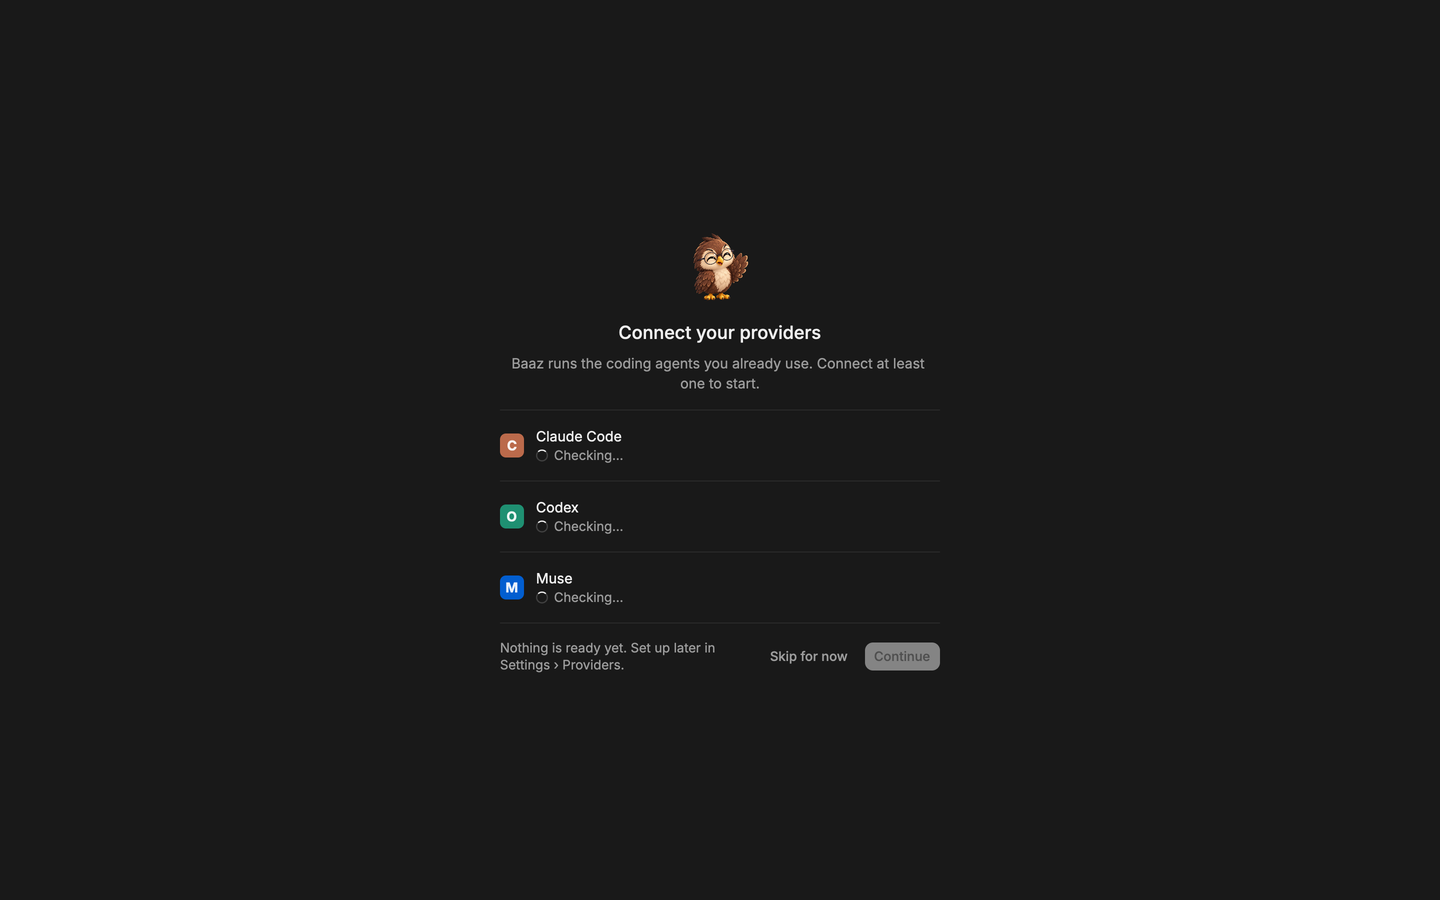 Connect your providers
Baaz runs the coding agents you already use. Connect at least
one to start.
C
Claude Code
Checking...
O
Codex
Checking...
M
Muse
Checking...
Nothing is ready yet. Set up later in
Settings › Providers.
Skip for now
Continue